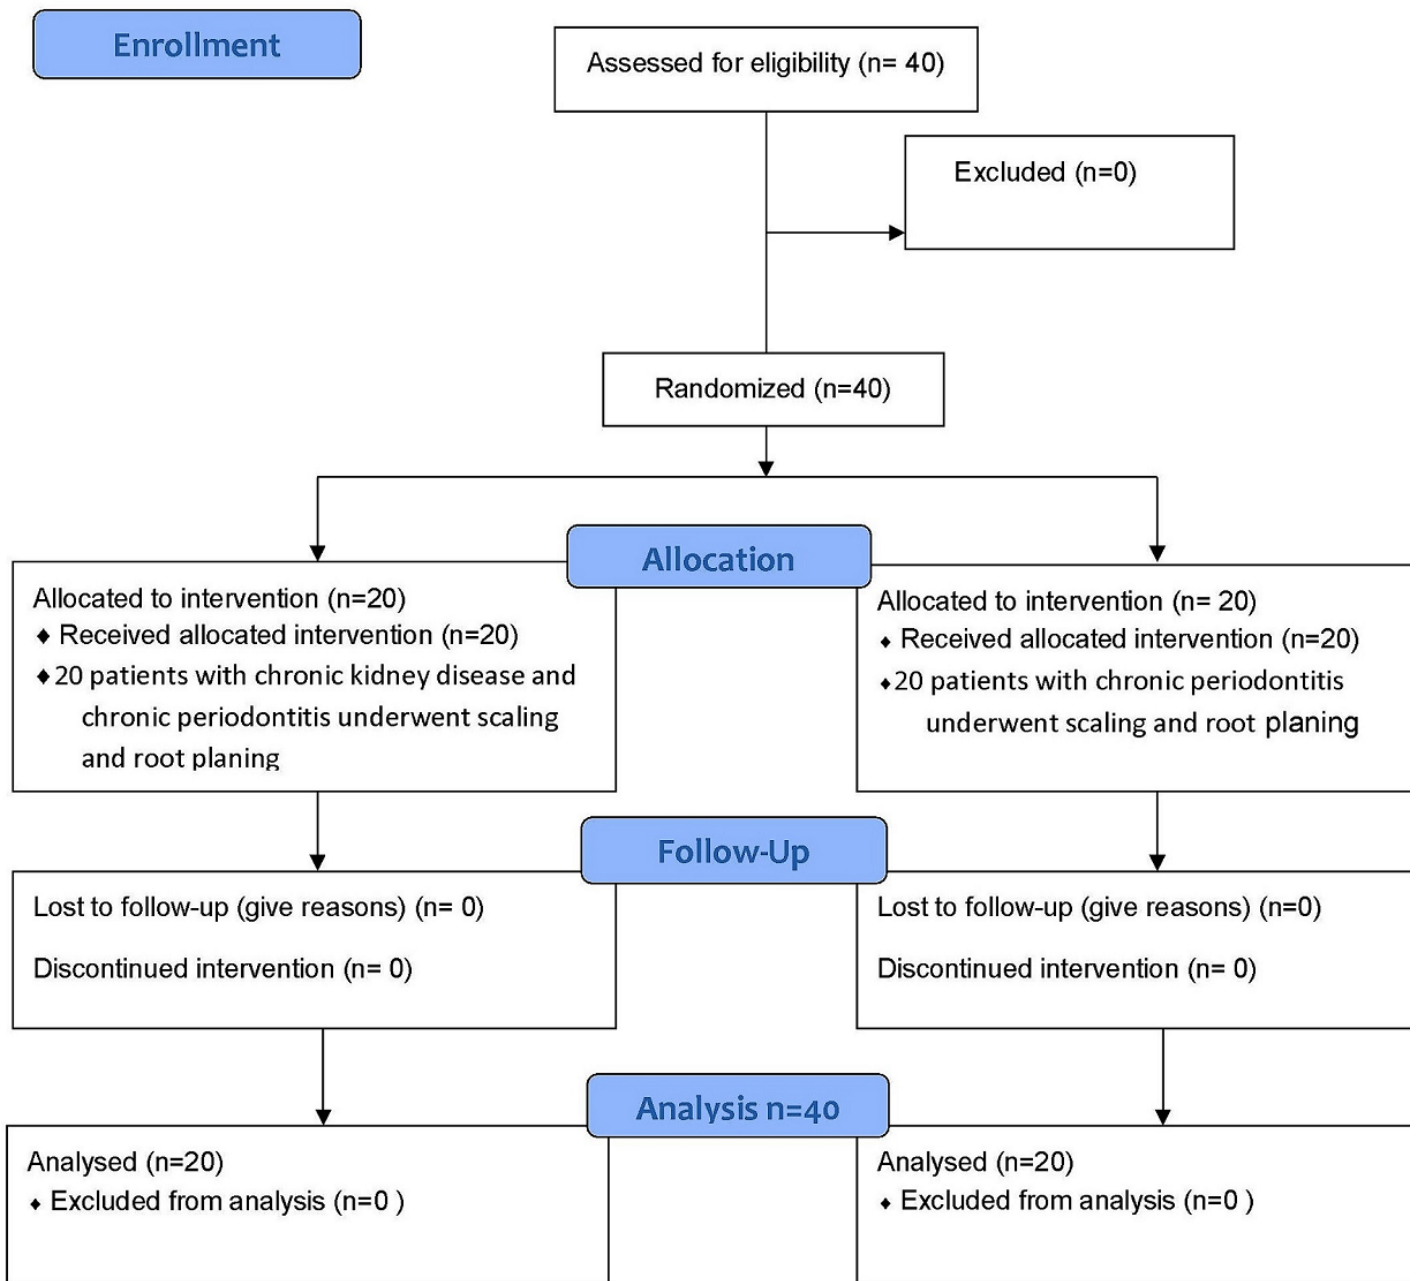 Enrollment
Assessed for eligibility (n= 40)
Excluded (n=0)
Randomized (n=40)
Allocation
Allocated to intervention (n=20)
♦ Received allocated intervention (n=20)
♦ 20 patients with chronic kidney disease and
chronic periodontitis underwent scaling
and root planing
Allocated to intervention (n= 20)
♦ Received allocated intervention (n=20)
♦ 20 patients with chronic periodontitis
underwent scaling and root planing
Follow-Up
Lost to follow-up (give reasons) (n= 0)
Discontinued intervention (n= 0)
Lost to follow-up (give reasons) (n=0)
Discontinued intervention (n= 0)
Analysis n=40
Analysed (n=20)
♦ Excluded from analysis (n=0 )
Analysed (n=20)
♦ Excluded from analysis (n=0 )